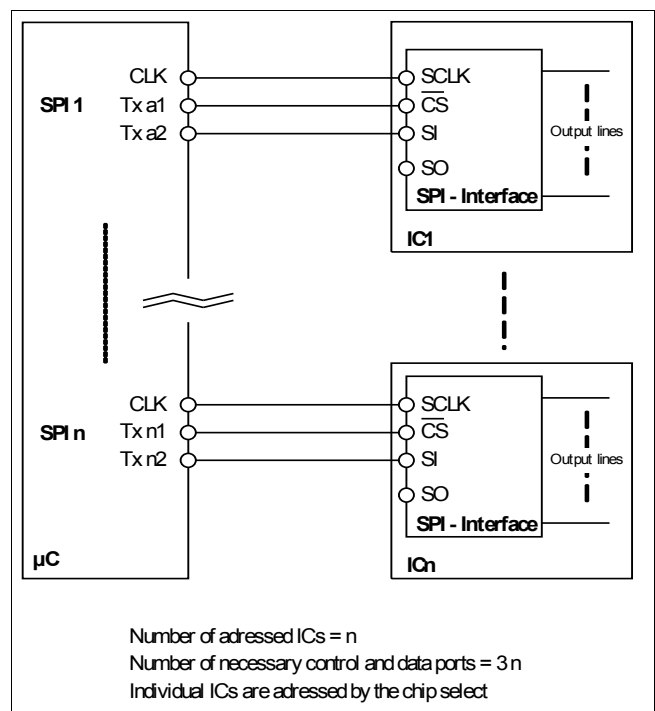 CLK
SPI 1
Tx a1
Tx a2
SCLK
CS
SI
SO
Output lines
SPI - Interface
IC1
CLK
SPI n
Tx n1
Tx n2
µC
SCLK
CS
SI
SO
Output lines
SPI - Interface
ICn
Number of adressed ICs = n
Number of necessary control and data ports = 3 n
Individual ICs are adressed by the chip select